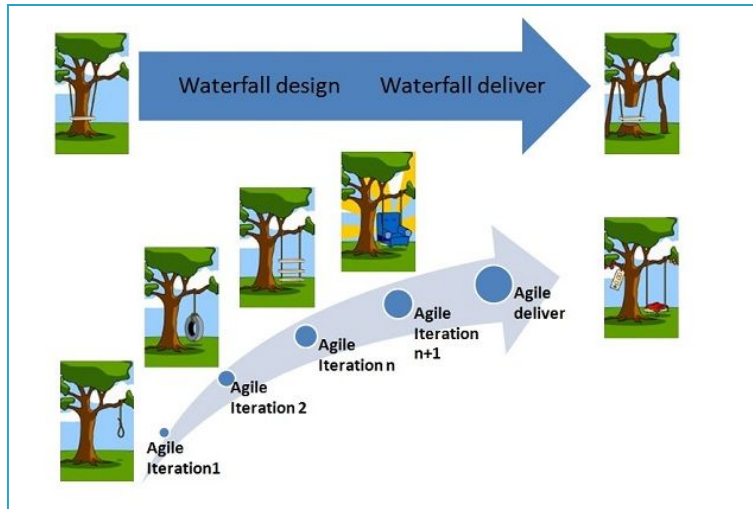 Waterfall design
Waterfall deliver
Agile
deliver
Agile
Iteration
n+1
Agile
Iteration n
Agile
Iteration 2
Agile
Iteration1